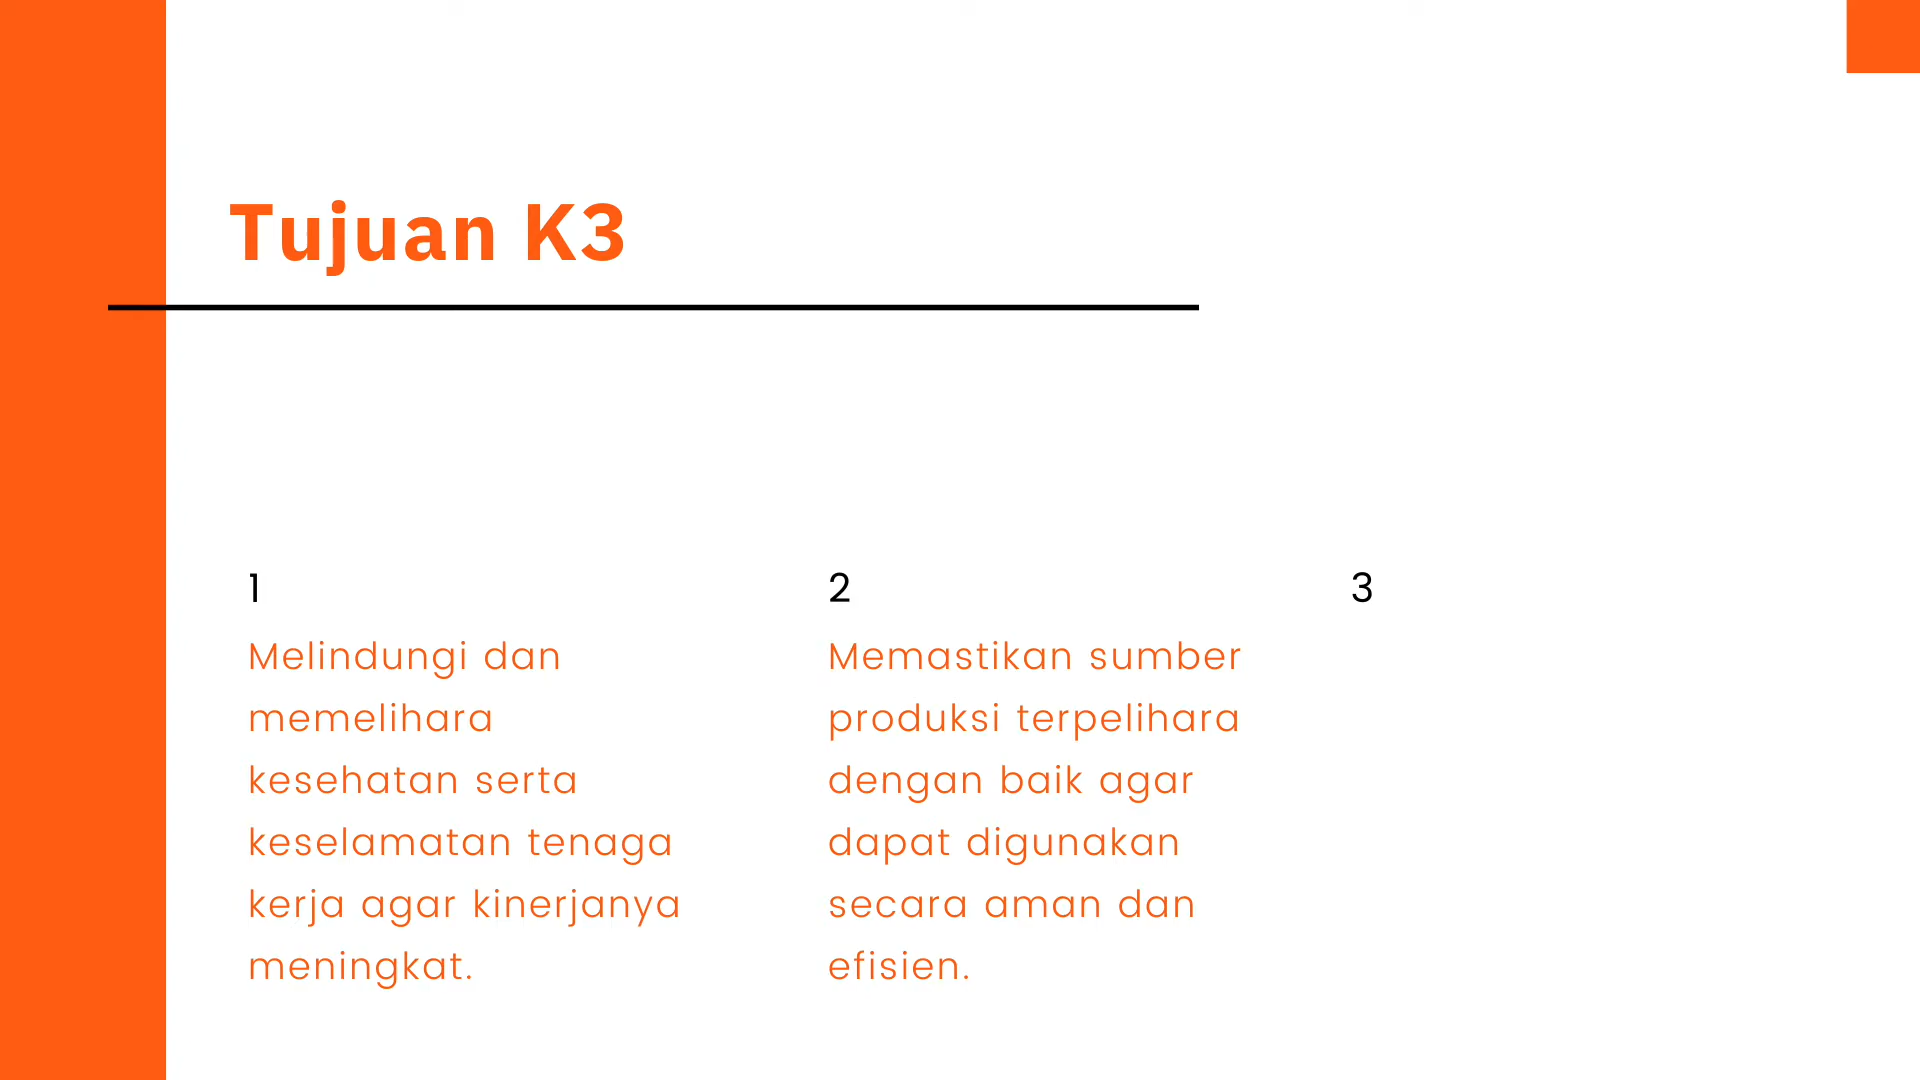 Tujuan K3
1
Melindungi dan
memelihara
kesehatan serta
keselamatan tenaga
kerja agar kinerjanya
meningkat.
2
Memastikan sumber
produksi terpelihara
dengan baik agar
dapat digunakan
secara aman dan
efisien.
3